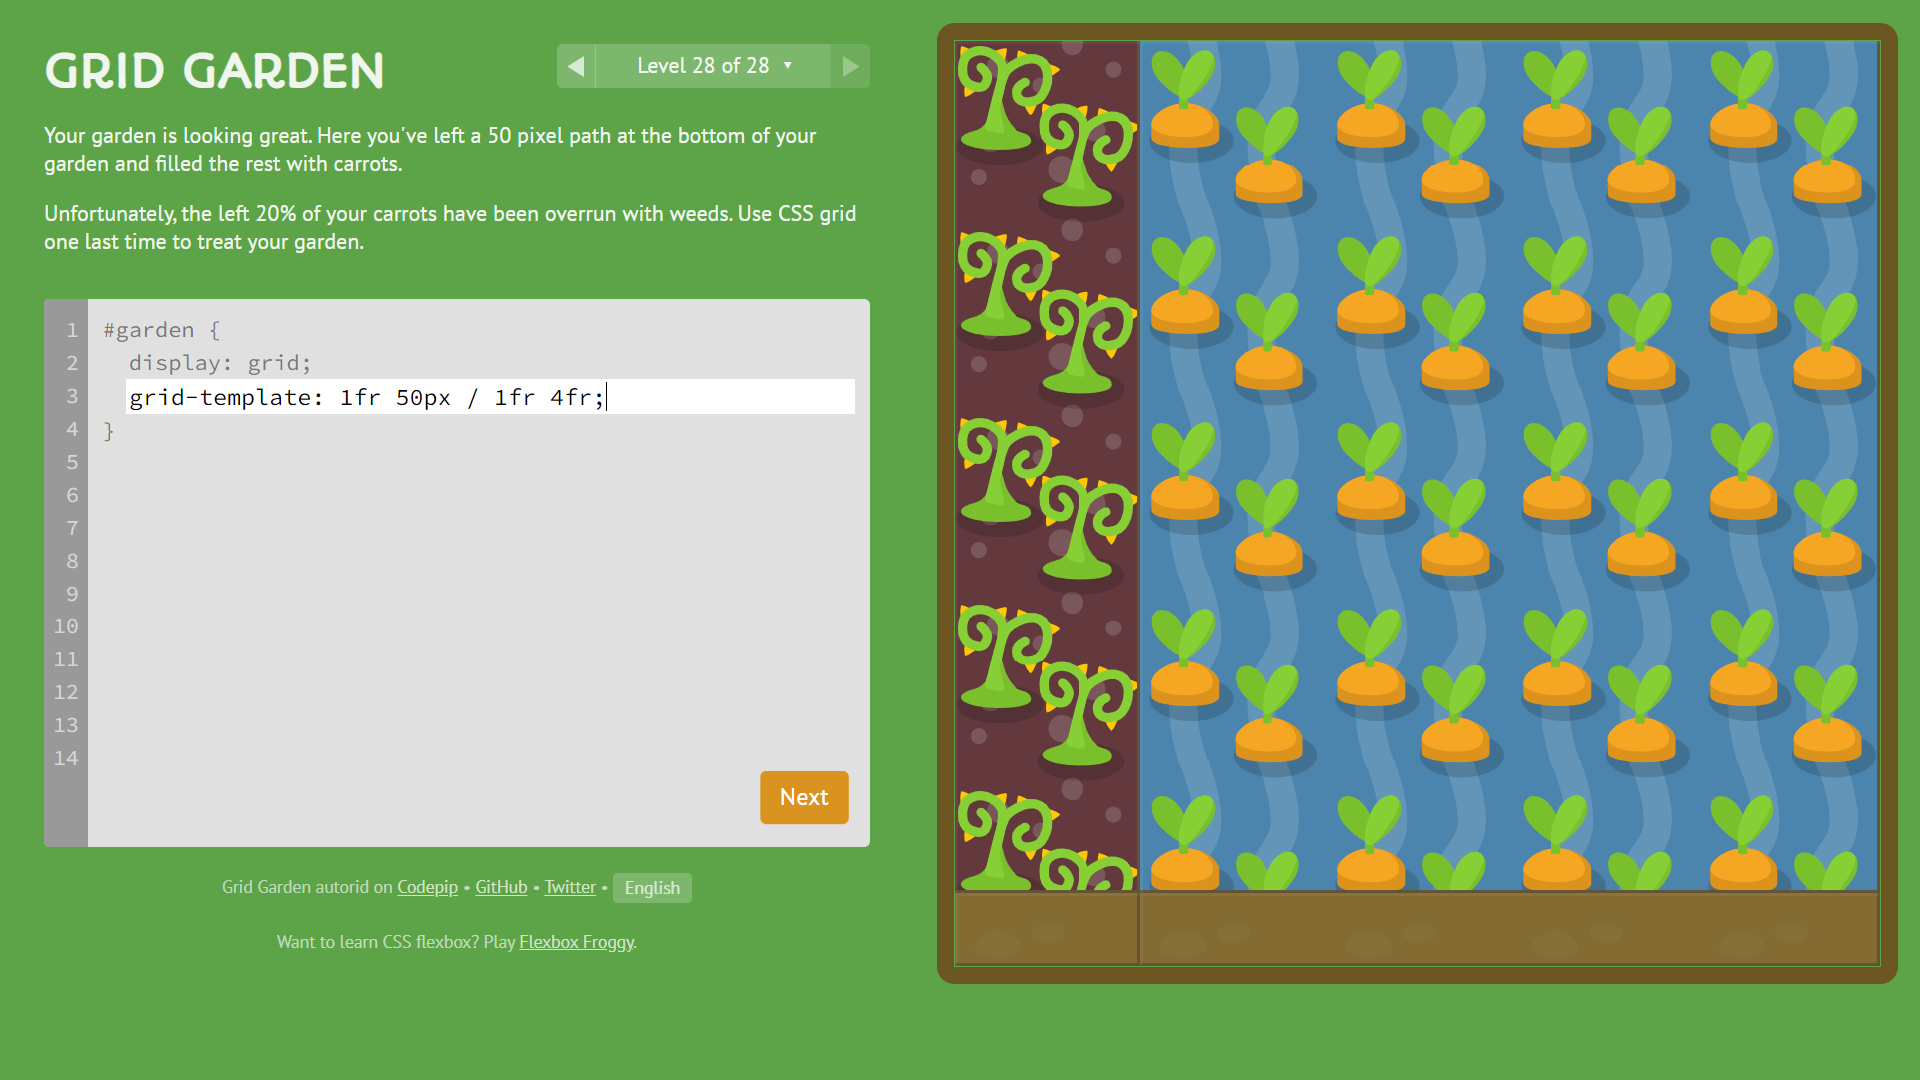 GRID GARDEN
Level 28 of 28
Your garden is looking great. Here you've left a 50 pixel path at the bottom of your
garden and filled the rest with carrots.
Unfortunately, the left 20% of your carrots have been overrun with weeds. Use CSS grid
one last time to treat your garden.
1 #garden {
2 display: grid;
3 grid-template: 1fr 50px / 1fr 4fr;
4 }
5
6
7
8
9
10
11
12
13
14
Next
Grid Garden autorid on Codepip • GitHub • Twitter • English
Want to learn CSS flexbox? Play Flexbox Froggy.